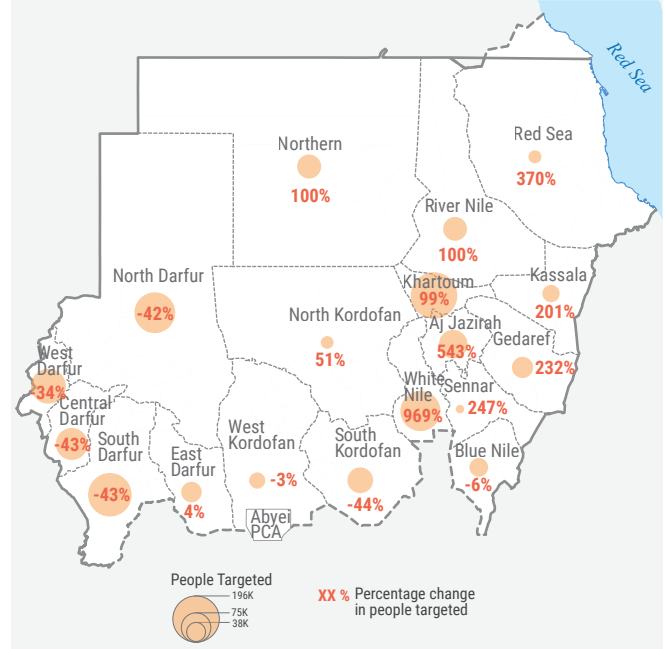 Red Sea
Red Sea
370%
Northern
100%
River Nile
100%
North Darfur
-42%
Khartoum
99%
Kassala
201%
North Kordofan
51%
Aj Jazirah
543%
Gedaref
232%
West
Darfur
-34%
White
Nile
969%
Sennar
247%
Central
Darfur
-43%
South
Darfur
-43%
East
Darfur
4%
West
Kordofan
-3%
South
Kordofan
-44%
Blue Nile
-6%
Abyei
PCA
People Targeted
196K
75K
38K
XX % Percentage change
in people targeted